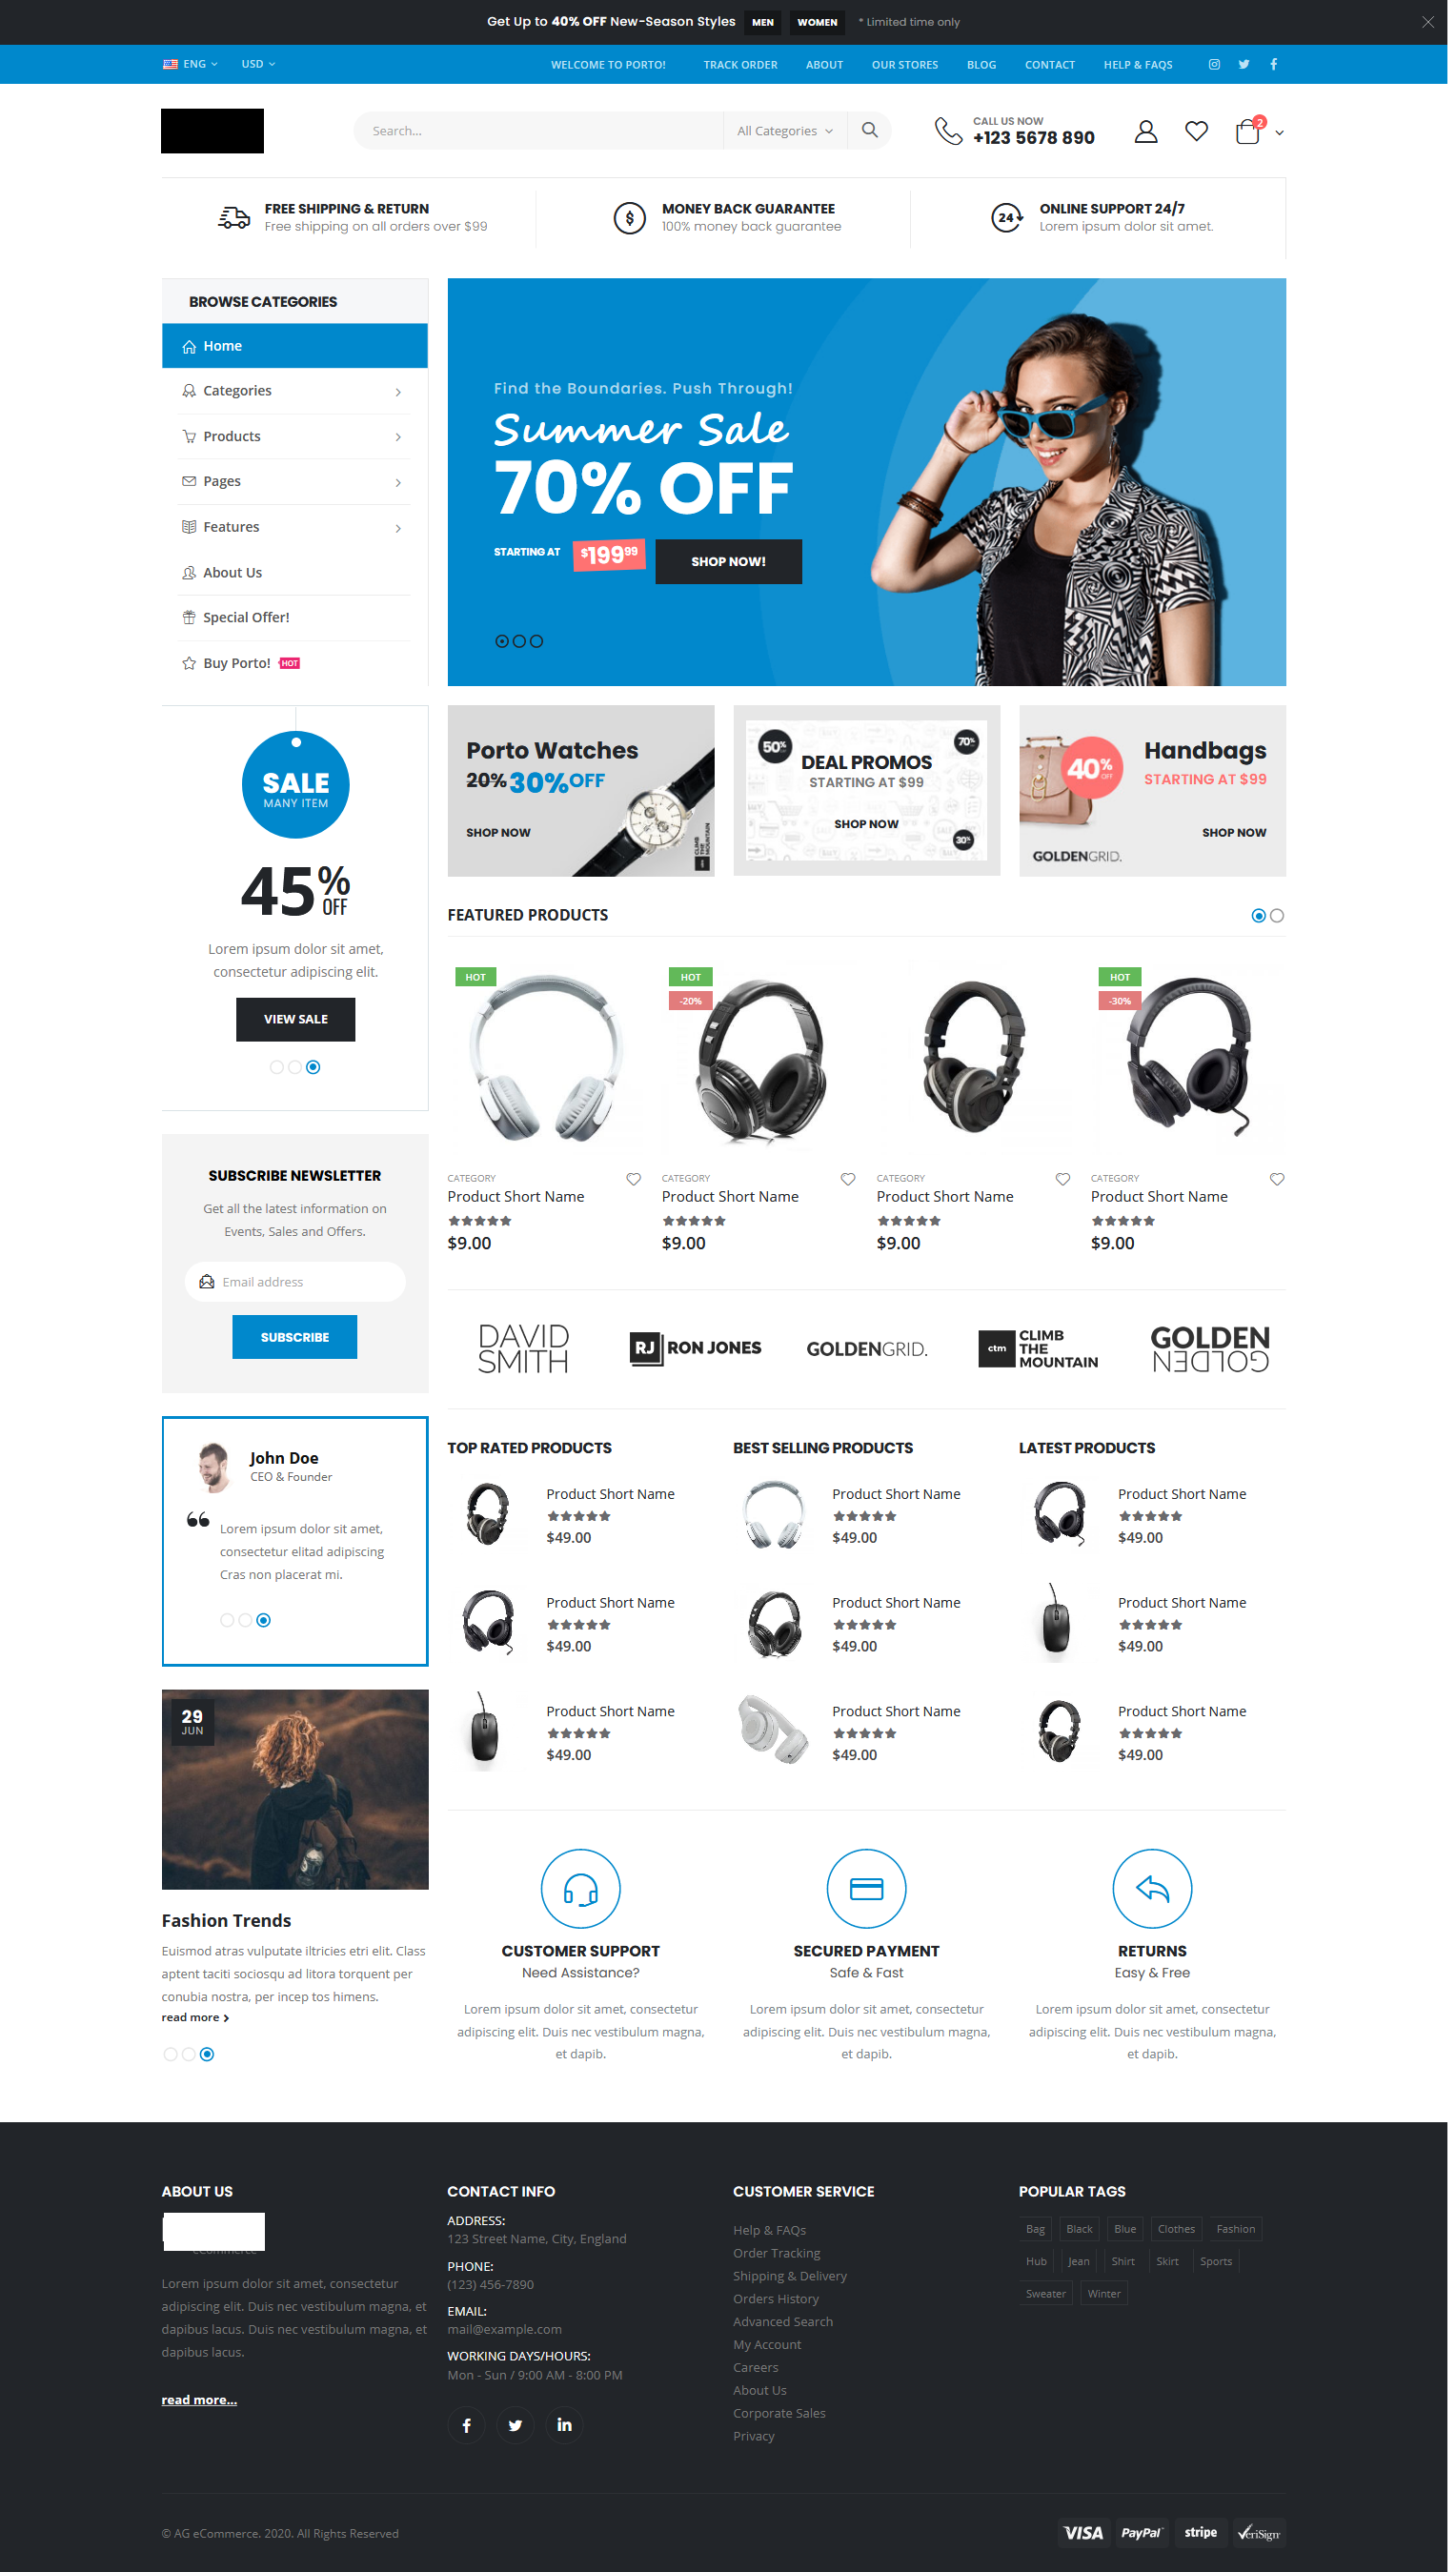 Get Up to 40% OFF New-Season Styles MEN WOMEN * Limited time only
ENG USD WELCOME TO PORTO! TRACK ORDER ABOUT OUR STORES BLOG CONTACT HELP & FAQS
Search... All Categories
CALL US NOW
+123 5678 890
2
FREE SHIPPING & RETURN
Free shipping on all orders over $99
MONEY BACK GUARANTEE
100% money back guarantee
24
ONLINE SUPPORT 24/7
Lorem ipsum dolor sit amet.
BROWSE CATEGORIES
Home
Categories
Products
Pages
Features
About Us
Special Offer!
Buy Porto! HOT
Find the Boundaries. Push Through!
Summer Sale
70% OFF
STARTING AT $199.99 SHOP NOW!
SALE
MANY ITEM
45% OFF
Lorem ipsum dolor sit amet,
consectetur adipiscing elit.
VIEW SALE
Porto Watches
20% 30%OFF
SHOP NOW
CLIMB
THE
MOUNTAIN
ctm
50%
70%
DEAL PROMOS
STARTING AT $99
SHOP NOW
30%
40% OFF
Handbags
STARTING AT $99
SHOP NOW
GOLDENGRID.
FEATURED PRODUCTS
HOT
CATEGORY
Product Short Name
$9.00
HOT
-20%
CATEGORY
Product Short Name
$9.00
CATEGORY
Product Short Name
$9.00
HOT
-30%
CATEGORY
Product Short Name
$9.00
SUBSCRIBE NEWSLETTER
Get all the latest information on
Events, Sales and Offers.
Email address
SUBSCRIBE
DAVID
SMITH
RJ RON JONES
GOLDENGRID.
ctm
CLIMB
THE
MOUNTAIN
GOLDEN
GOLDEN
John Doe
CEO & Founder
“ Lorem ipsum dolor sit amet,
consectetur elitad adipiscing
Cras non placerat mi.
TOP RATED PRODUCTS
Product Short Name
$49.00
Product Short Name
$49.00
Product Short Name
$49.00
BEST SELLING PRODUCTS
Product Short Name
$49.00
Product Short Name
$49.00
Product Short Name
$49.00
LATEST PRODUCTS
Product Short Name
$49.00
Product Short Name
$49.00
Product Short Name
$49.00
29
JUN
Fashion Trends
Euismod atras vulputate iltricies etri elit. Class
aptent taciti sociosqu ad litora torquent per
conubia nostra, per incep tos himens.
read more
CUSTOMER SUPPORT
Need Assistance?
Lorem ipsum dolor sit amet, consectetur
adipiscing elit. Duis nec vestibulum magna,
et dapib.
SECURED PAYMENT
Safe & Fast
Lorem ipsum dolor sit amet, consectetur
adipiscing elit. Duis nec vestibulum magna,
et dapib.
RETURNS
Easy & Free
Lorem ipsum dolor sit amet, consectetur
adipiscing elit. Duis nec vestibulum magna,
et dapib.
ABOUT US
Lorem ipsum dolor sit amet, consectetur
adipiscing elit. Duis nec vestibulum magna, et
dapibus lacus. Duis nec vestibulum magna, et
dapibus lacus.
read more...
CONTACT INFO
ADDRESS:
123 Street Name, City, England
PHONE:
(123) 456-7890
EMAIL:
mail@example.com
WORKING DAYS/HOURS:
Mon - Sun / 9:00 AM - 8:00 PM
CUSTOMER SERVICE
Help & FAQs
Order Tracking
Shipping & Delivery
Orders History
Advanced Search
My Account
Careers
About Us
Corporate Sales
Privacy
POPULAR TAGS
Bag Black Blue Clothes Fashion
Hub Jean Shirt Skirt Sports
Sweater Winter
© AG eCommerce. 2020. All Rights Reserved
VISA PayPal stripe VeriSign